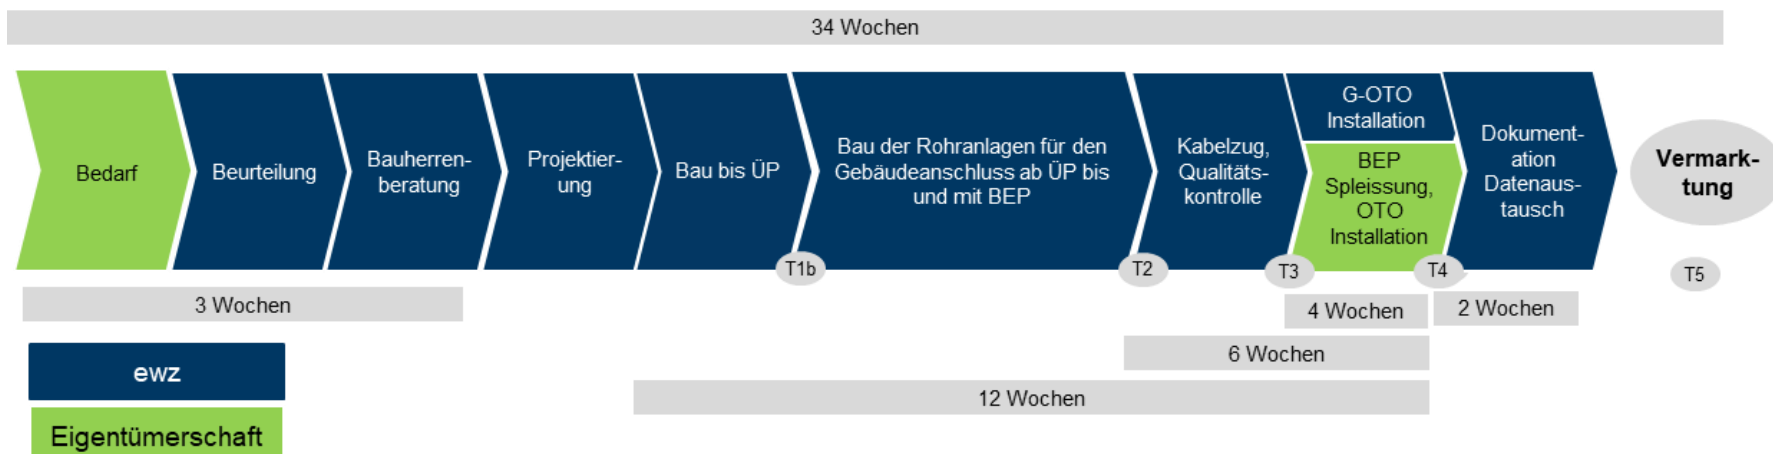 34 Wochen
Bedarf
Beurteilung
Bauherren-
beratung
Projektier-
ung
Bau bis ÜP
Bau der Rohranlagen für den
Gebäudeanschluss ab ÜP bis
und mit BEP
Kabelzug,
Qualitäts-
kontrolle
G-OTO
Installation
BEP
Spleissung,
OTO
Installation
Dokument-
ation
Datenaus-
tausch
Vermark-
tung
T1b
T2
T3
T4
T5
3 Wochen
4 Wochen
2 Wochen
6 Wochen
12 Wochen
ewz
Eigentümerschaft